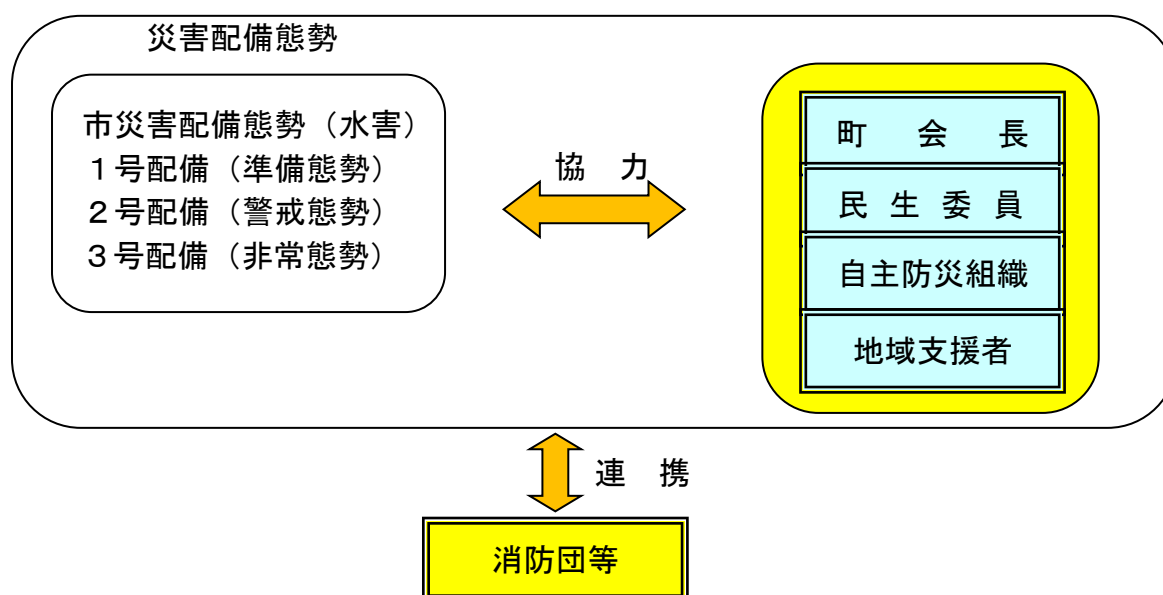 災害配備態勢
市災害配備態勢（水害）
１号配備（準備態勢）
２号配備（警戒態勢）
３号配備（非常態勢）
協　力
町　会　長
民 生 委 員
自主防災組織
地域支援者
連　携
消防団等